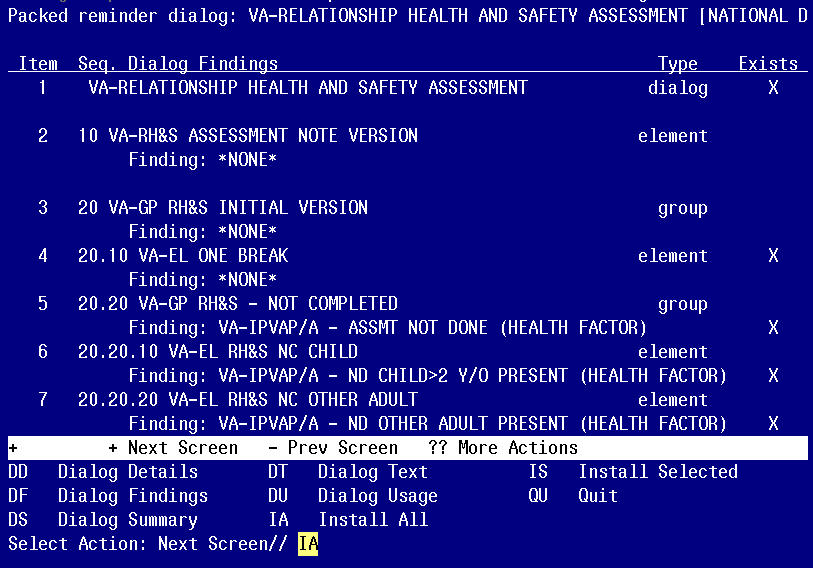 Packed reminder dialog: VA-RELATIONSHIP HEALTH AND SAFETY ASSESSMENT [NATIONAL D
Item Seq. Dialog Findings Type Exists
1 VA-RELATIONSHIP HEALTH AND SAFETY ASSESSMENT dialog X
2 10 VA-RH&S ASSESSMENT NOTE VERSION element
Finding: *NONE*
3 20 VA-GP RH&S INITIAL VERSION group
Finding: *NONE*
4 20.10 VA-EL ONE BREAK element X
Finding: *NONE*
5 20.20 VA-GP RH&S - NOT COMPLETED group
Finding: VA-IPVAP/A - ASSMT NOT DONE (HEALTH FACTOR) X
6 20.20.10 VA-EL RH&S NC CHILD element
Finding: VA-IPVAP/A - ND CHILD>2 Y/O PRESENT (HEALTH FACTOR) X
7 20.20.20 VA-EL RH&S NC OTHER ADULT element
Finding: VA-IPVAP/A - ND OTHER ADULT PRESENT (HEALTH FACTOR) X
+ + Next Screen - Prev Screen ?? More Actions
DD Dialog Details DT Dialog Text IS Install Selected
DF Dialog Findings DU Dialog Usage QU Quit
DS Dialog Summary IA Install All
Select Action: Next Screen// IA